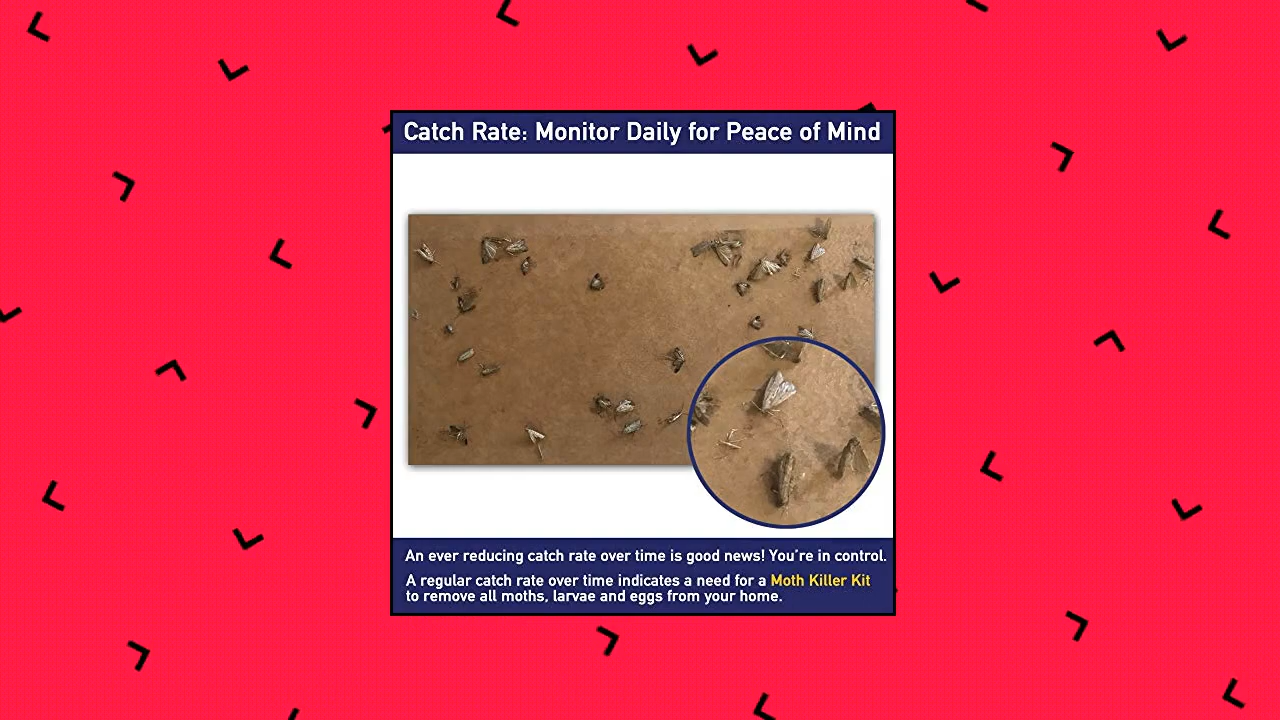 Catch Rate: Monitor Daily for Peace of Mind
An ever reducing catch rate over time is good news! You're in control.
A regular catch rate over time indicates a need for a Moth Killer Kit
to remove all moths, larvae and eggs from your home.